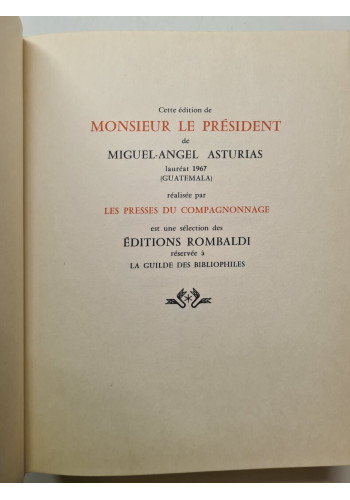 Cette édition de
MONSIEUR LE PRÉSIDENT
de
MIGUEL-ANGEL ASTURIAS
lauréat 1967
(GUATEMALA)
réalisée par
LES PRESSES DU COMPAGNONNAGE
est une sélection des
ÉDITIONS ROMBALDI
réservée à
LA GUILDE DES BIBLIOPHILES